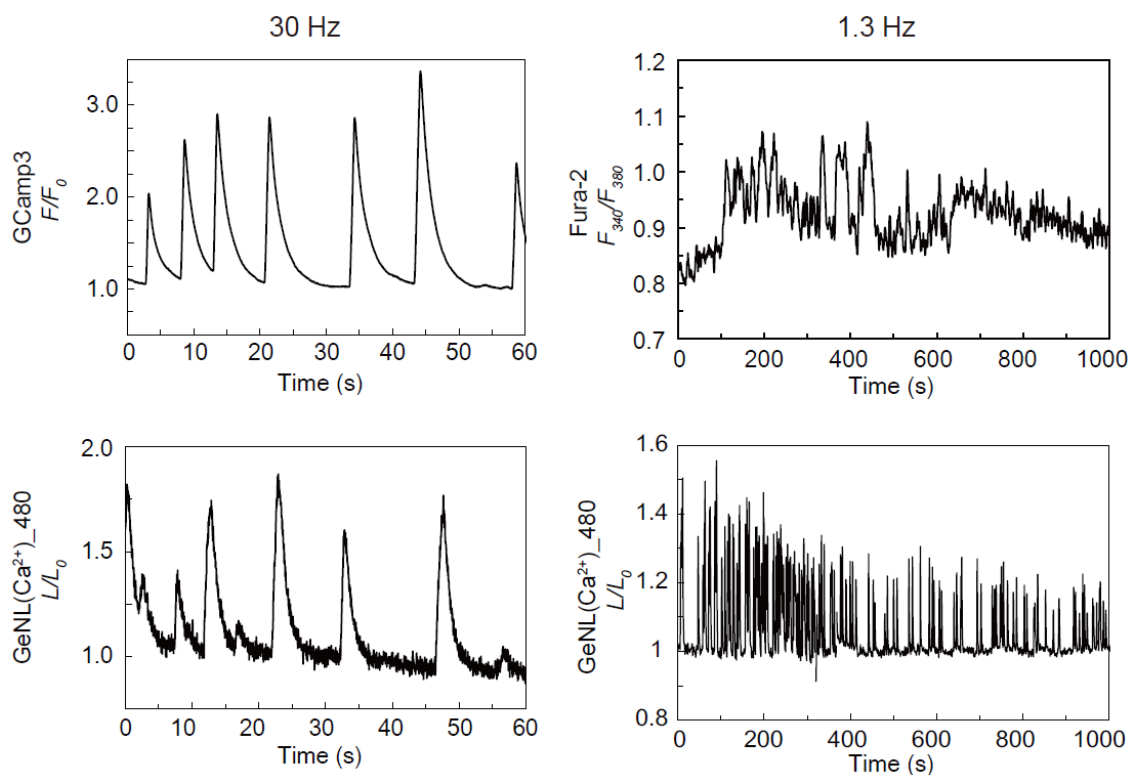 30 Hz
1.3 Hz
GCamp3
F/F₀
3.0
2.0
1.0
0 10 20 30 40 50 60
Time (s)
Fura-2
F₃₄₀/F₃₈₀
1.2
1.1
1.0
0.9
0.8
0.7
0 200 400 600 800 1000
Time (s)
GeNL(Ca²⁺)_480
L/L₀
2.0
1.5
1.0
0 10 20 30 40 50 60
Time (s)
GeNL(Ca²⁺)_480
L/L₀
1.6
1.4
1.2
1
0.8
0 200 400 600 800 1000
Time (s)